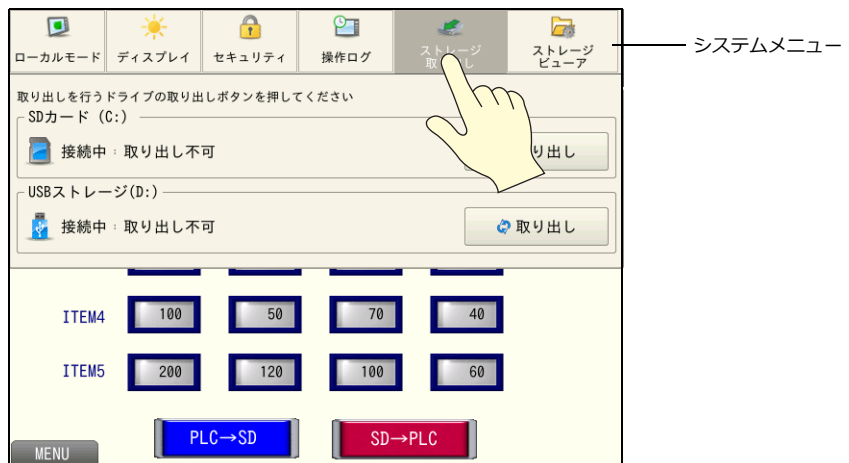 ローカルモード
ディスプレイ
セキュリティ
操作ログ
ストレージ
ストレージ
ビューア
システムメニュー
取り出しを行うドライブの取り出しボタンを押してください
SDカード (C:)
接続中：取り出し不可
り出し
USBストレージ(D:)
接続中：取り出し不可
取り出し
ITEM4
100
50
70
40
ITEM5
200
120
100
60
PLC→SD
SD→PLC
MENU